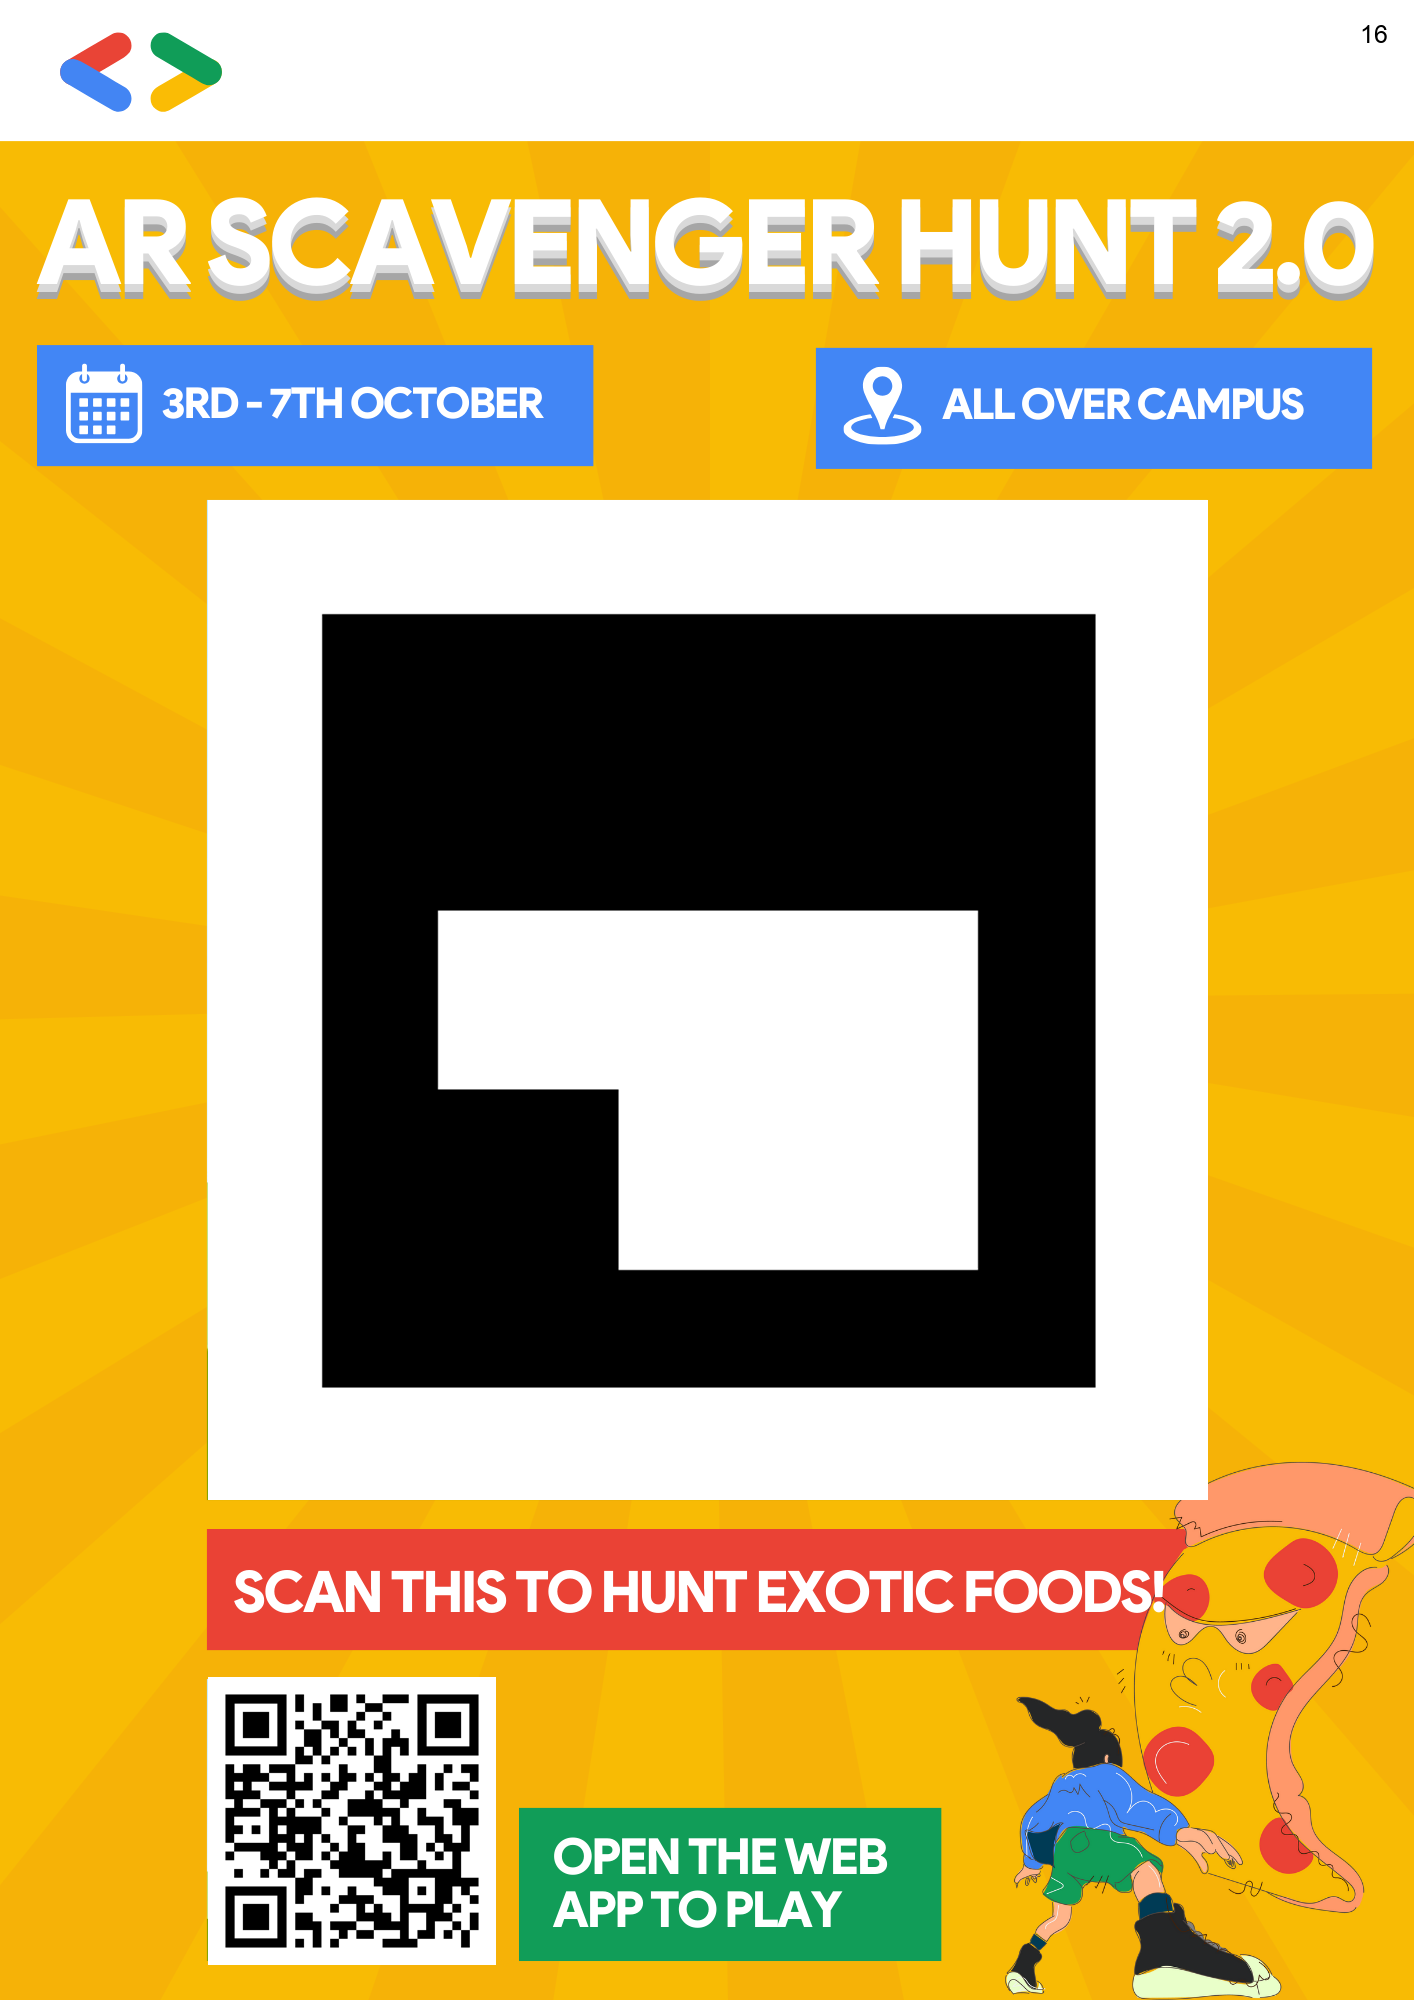 16
AR SCAVENGER HUNT 2.0
3RD - 7TH OCTOBER
ALL OVER CAMPUS
SCAN THIS TO HUNT EXOTIC FOODS!
OPEN THE WEB
APP TO PLAY